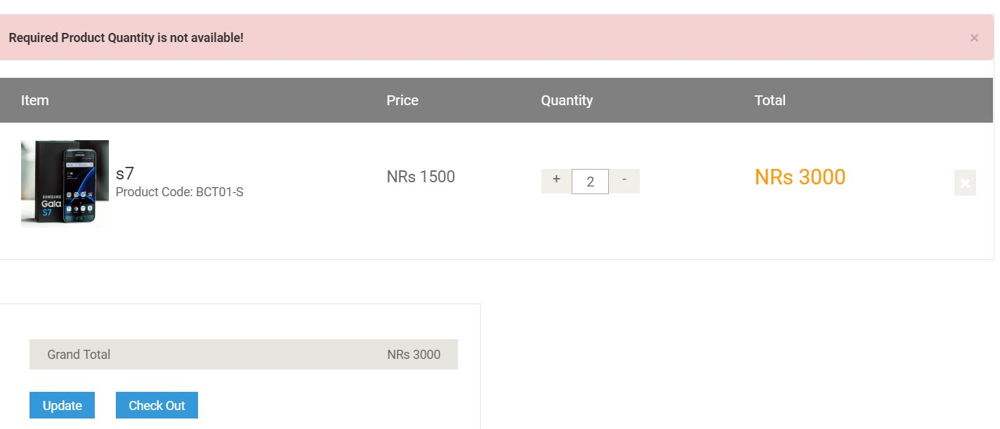 Required Product Quantity is not available!
×
Item Price Quantity Total
SAMSUNG
s7
Product Code: BCT01-S
NRs 1500
+ 2 -
NRs 3000
SAMSUNG
Gala
S7
Grand Total NRs 3000
Update Check Out